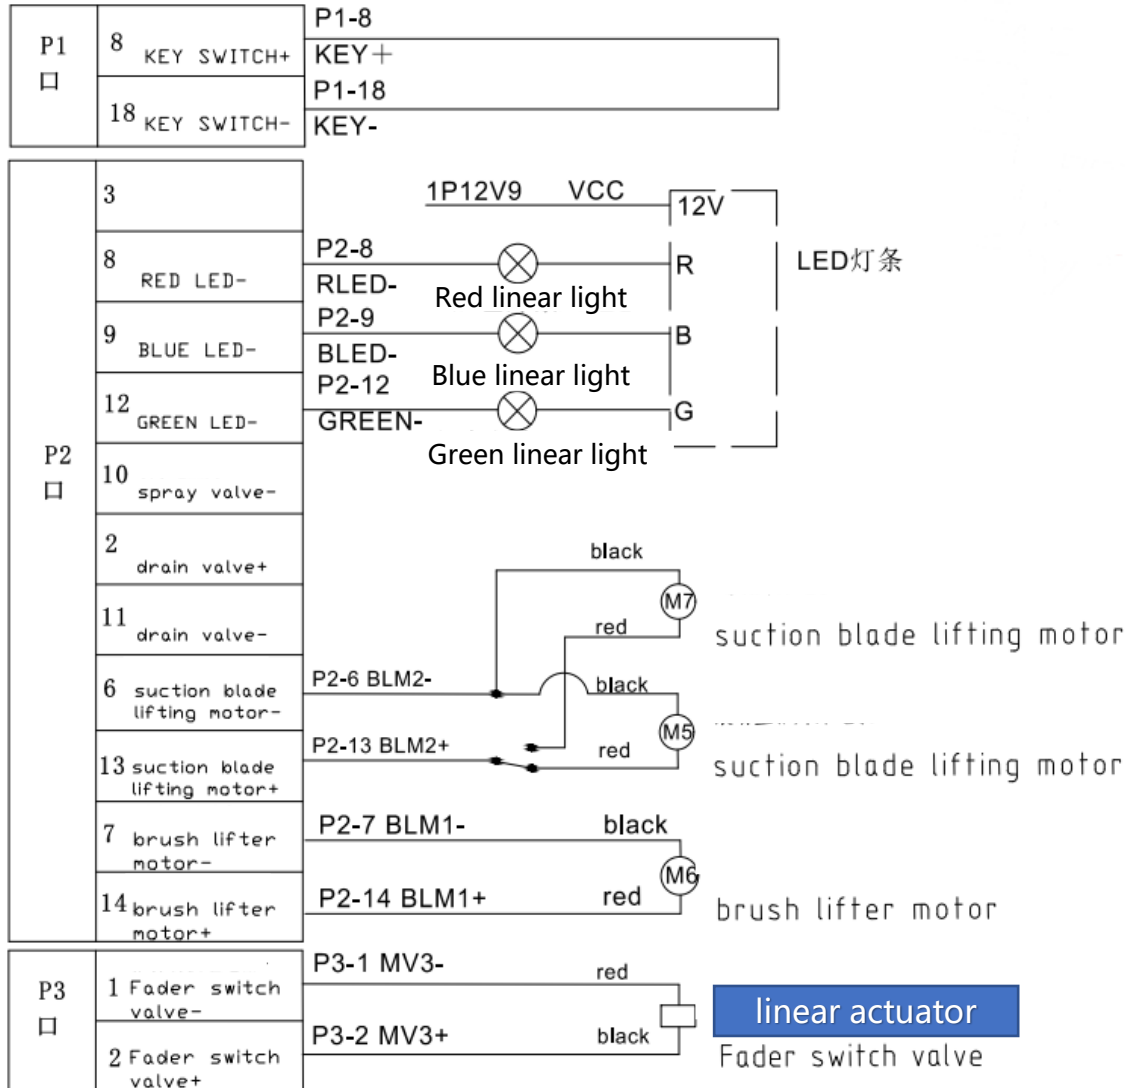 P1-8
P1
8
KEY SWITCH+
KEY+
口
P1-18
18
KEY SWITCH-
KEY-
3
1P12V9
VCC
12V
8
RED LED-
P2-8
RLED-
R
LED灯条
Red linear light
9
BLUE LED-
P2-9
BLED-
B
Blue linear light
12
GREEN LED-
P2-12
GREEN-
G
Green linear light
P2
口
10
spray valve-
2
drain valve+
black
M7
11
drain valve-
red
suction blade lifting motor
6
suction blade
lifting motor-
P2-6 BLM2-
black
M5
13
suction blade
lifting motor+
P2-13 BLM2+
red
suction blade lifting motor
7
brush lifter
motor-
P2-7 BLM1-
black
M6
14
brush lifter
motor+
P2-14 BLM1+
red
brush lifter motor
P3
口
1
Fader switch
valve-
P3-1 MV3-
red
linear actuator
2
Fader switch
valve+
P3-2 MV3+
black
Fader switch valve